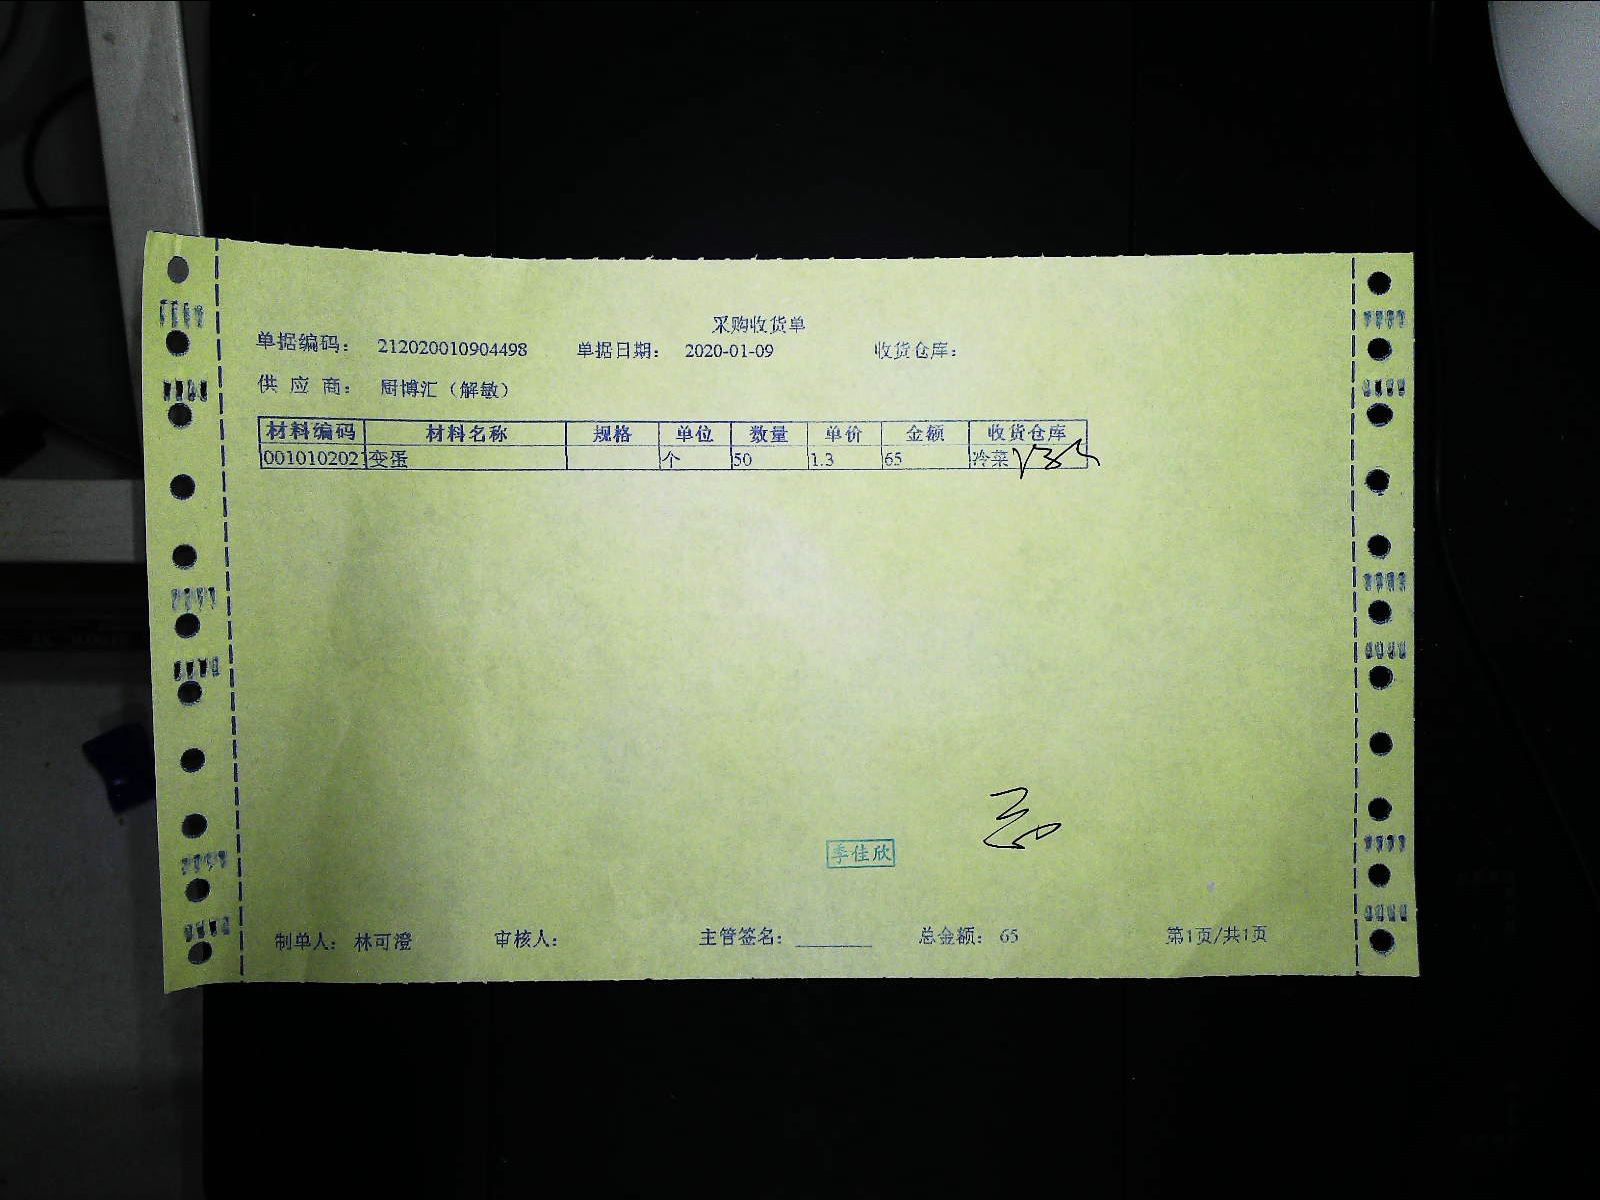 采购收货单
单据编码： 212020010904498 单据日期： 2020-01-09 收货仓库：
供 应 商： 厨博汇（解敏）
材料编码 材料名称 规格 单位 数量 单价 金额 收货仓库
001010202 变蛋 个 50 1.3 65 冷菜
季佳欣
制单人： 林可澄 审核人： 主管签名： 总金额： 65 第1页/共1页